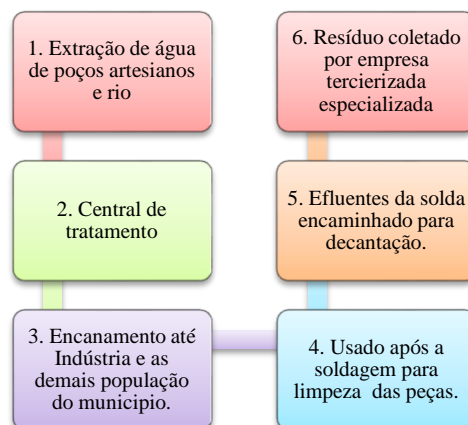 1. Extração de água
de poços artesianos
e rio
2. Central de
tratamento
3. Encanamento até
Indústria e as
demais população
do municipio.
4. Usado após a
soldagem para
limpeza das peças.
5. Efluentes da solda
encaminhado para
decantação.
6. Resíduo coletado
por empresa
tercierizada
especializada